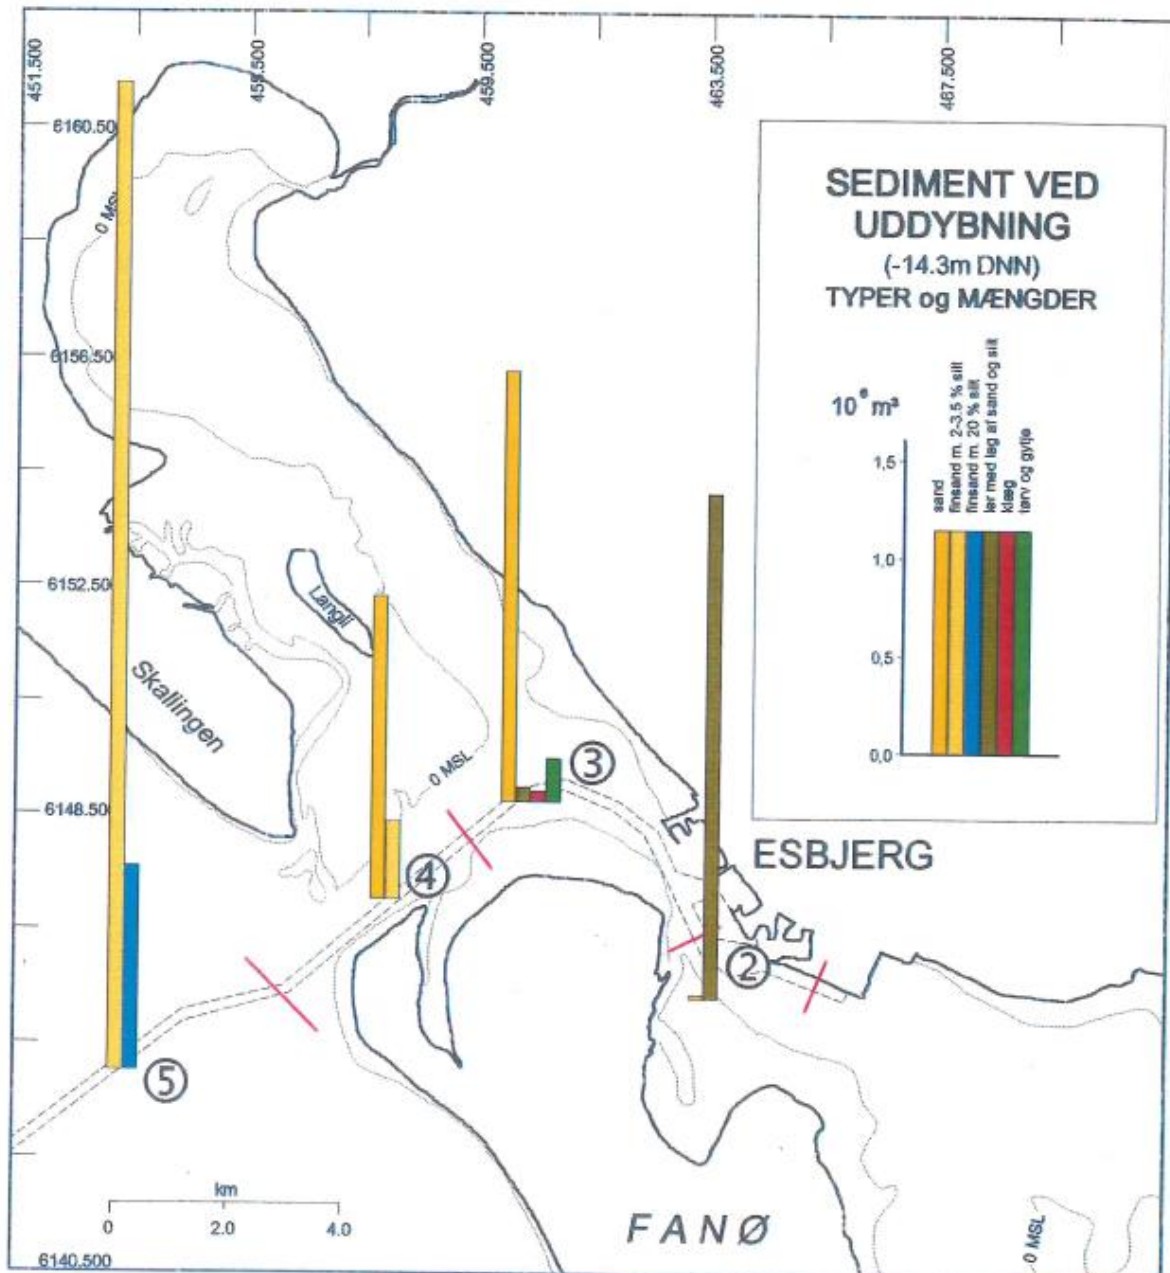 451.500
455.500
459.500
463.500
467.500
6160.500
0 MSL
6156.500
6152.500
Langli
Skallingen
0 MSL
6148.500
③
④
②
⑤
ESBJERG
km
0
2.0
4.0
FANØ
0 MSL
6140.500
SEDIMENT VED
UDDYBNING
(-14.3m DNN)
TYPER og MÆNGDER
10⁶ m³
1,5
1,0
0,5
0,0
sand
finsand m. 2-3.5 % silt
finsand m. 20 % silt
ler med lag af sand og silt
klæg
tørv og gytje